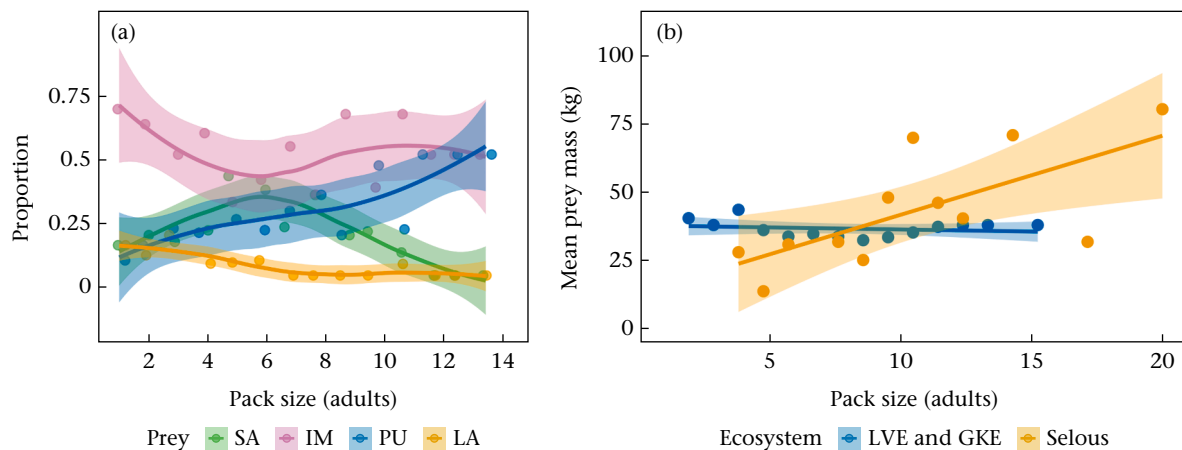 (a)
Proportion
0.75
0.5
0.25
0
2 4 6 8 10 12 14
Pack size (adults)
Prey SA IM PU LA
(b)
Mean prey mass (kg)
100
75
50
25
0
5 10 15 20
Pack size (adults)
Ecosystem LVE and GKE Selous